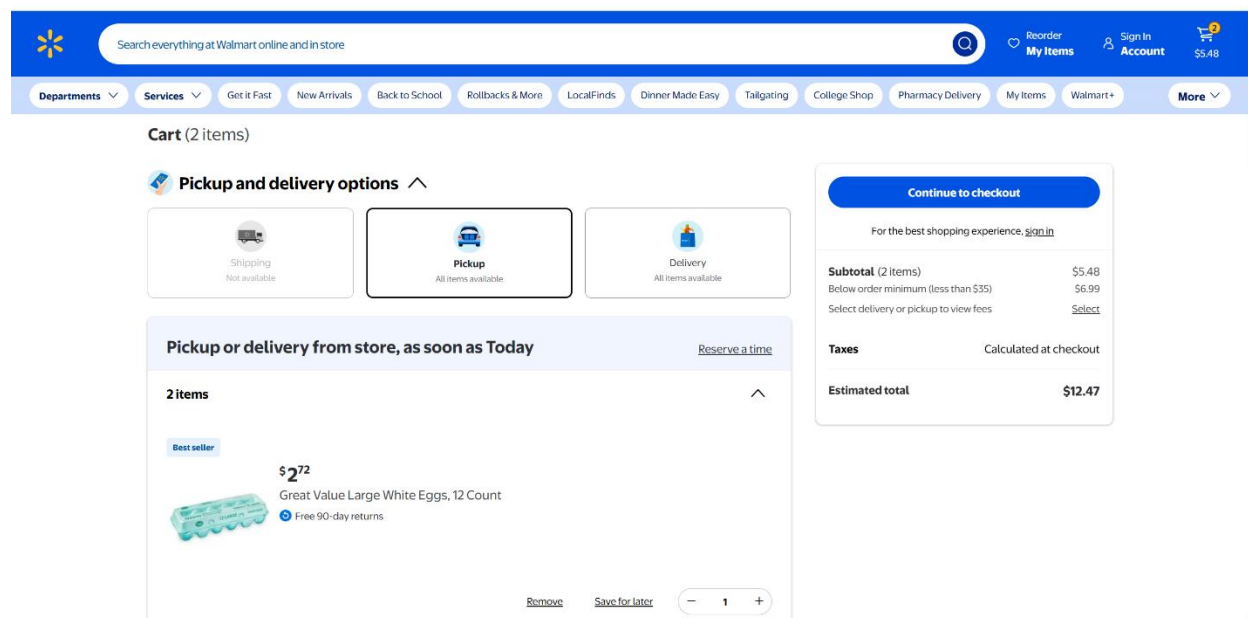 Search everything at Walmart online and in store
Reorder
My Items
Sign In
Account
2
$5.48
Departments
Services
Get it Fast
New Arrivals
Back to School
Rollbacks & More
LocalFinds
Dinner Made Easy
Tailgating
College Shop
Pharmacy Delivery
My Items
Walmart+
More
Cart (2 items)
Pickup and delivery options
Shipping
Not available
Pickup
All items available
Delivery
All items available
Pickup or delivery from store, as soon as Today
Reserve a time
2 items
Best seller
$272
Great Value Large White Eggs, 12 Count
Free 90-day returns
Remove
Save for later
− 1 +
Continue to checkout
For the best shopping experience, sign in
Subtotal (2 items) $5.48
Below order minimum (less than $35) $6.99
Select delivery or pickup to view fees Select
Taxes Calculated at checkout
Estimated total $12.47